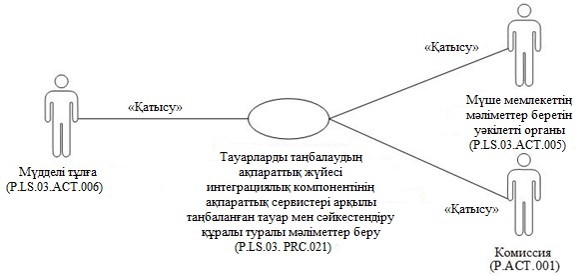 «Қатысу»
Мүдделі тұлға
(P.LS.03.ACT.006)
Тауарларды таңбалаудың
ақпараттық жүйесі
интеграциялық компонентінің
ақпараттық сервистері арқылы
таңбаланған тауар мен сәйкестендіру
құралы туралы мәліметтер беру
(P.LS.03. PRC.021)
«Қатысу»
Мүше мемлекеттің
мәліметтер беретін
уәкілеті органы
(P.LS.03.ACT.005)
«Қатысу»
Комиссия
(P.ACT.001)